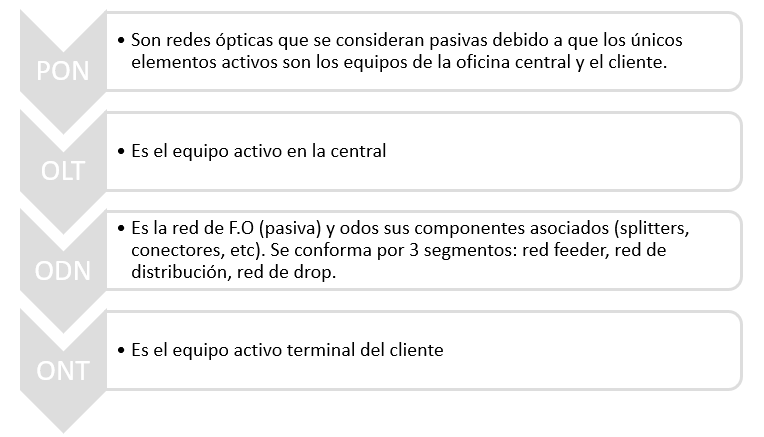 PON
• Son redes ópticas que se consideran pasivas debido a que los únicos
elementos activos son los equipos de la oficina central y el cliente.
OLT
• Es el equipo activo en la central
ODN
• Es la red de F.O (pasiva) y odos sus componentes asociados (splitters,
conectores, etc). Se conforma por 3 segmentos: red feeder, red de
distribución, red de drop.
ONT
• Es el equipo activo terminal del cliente